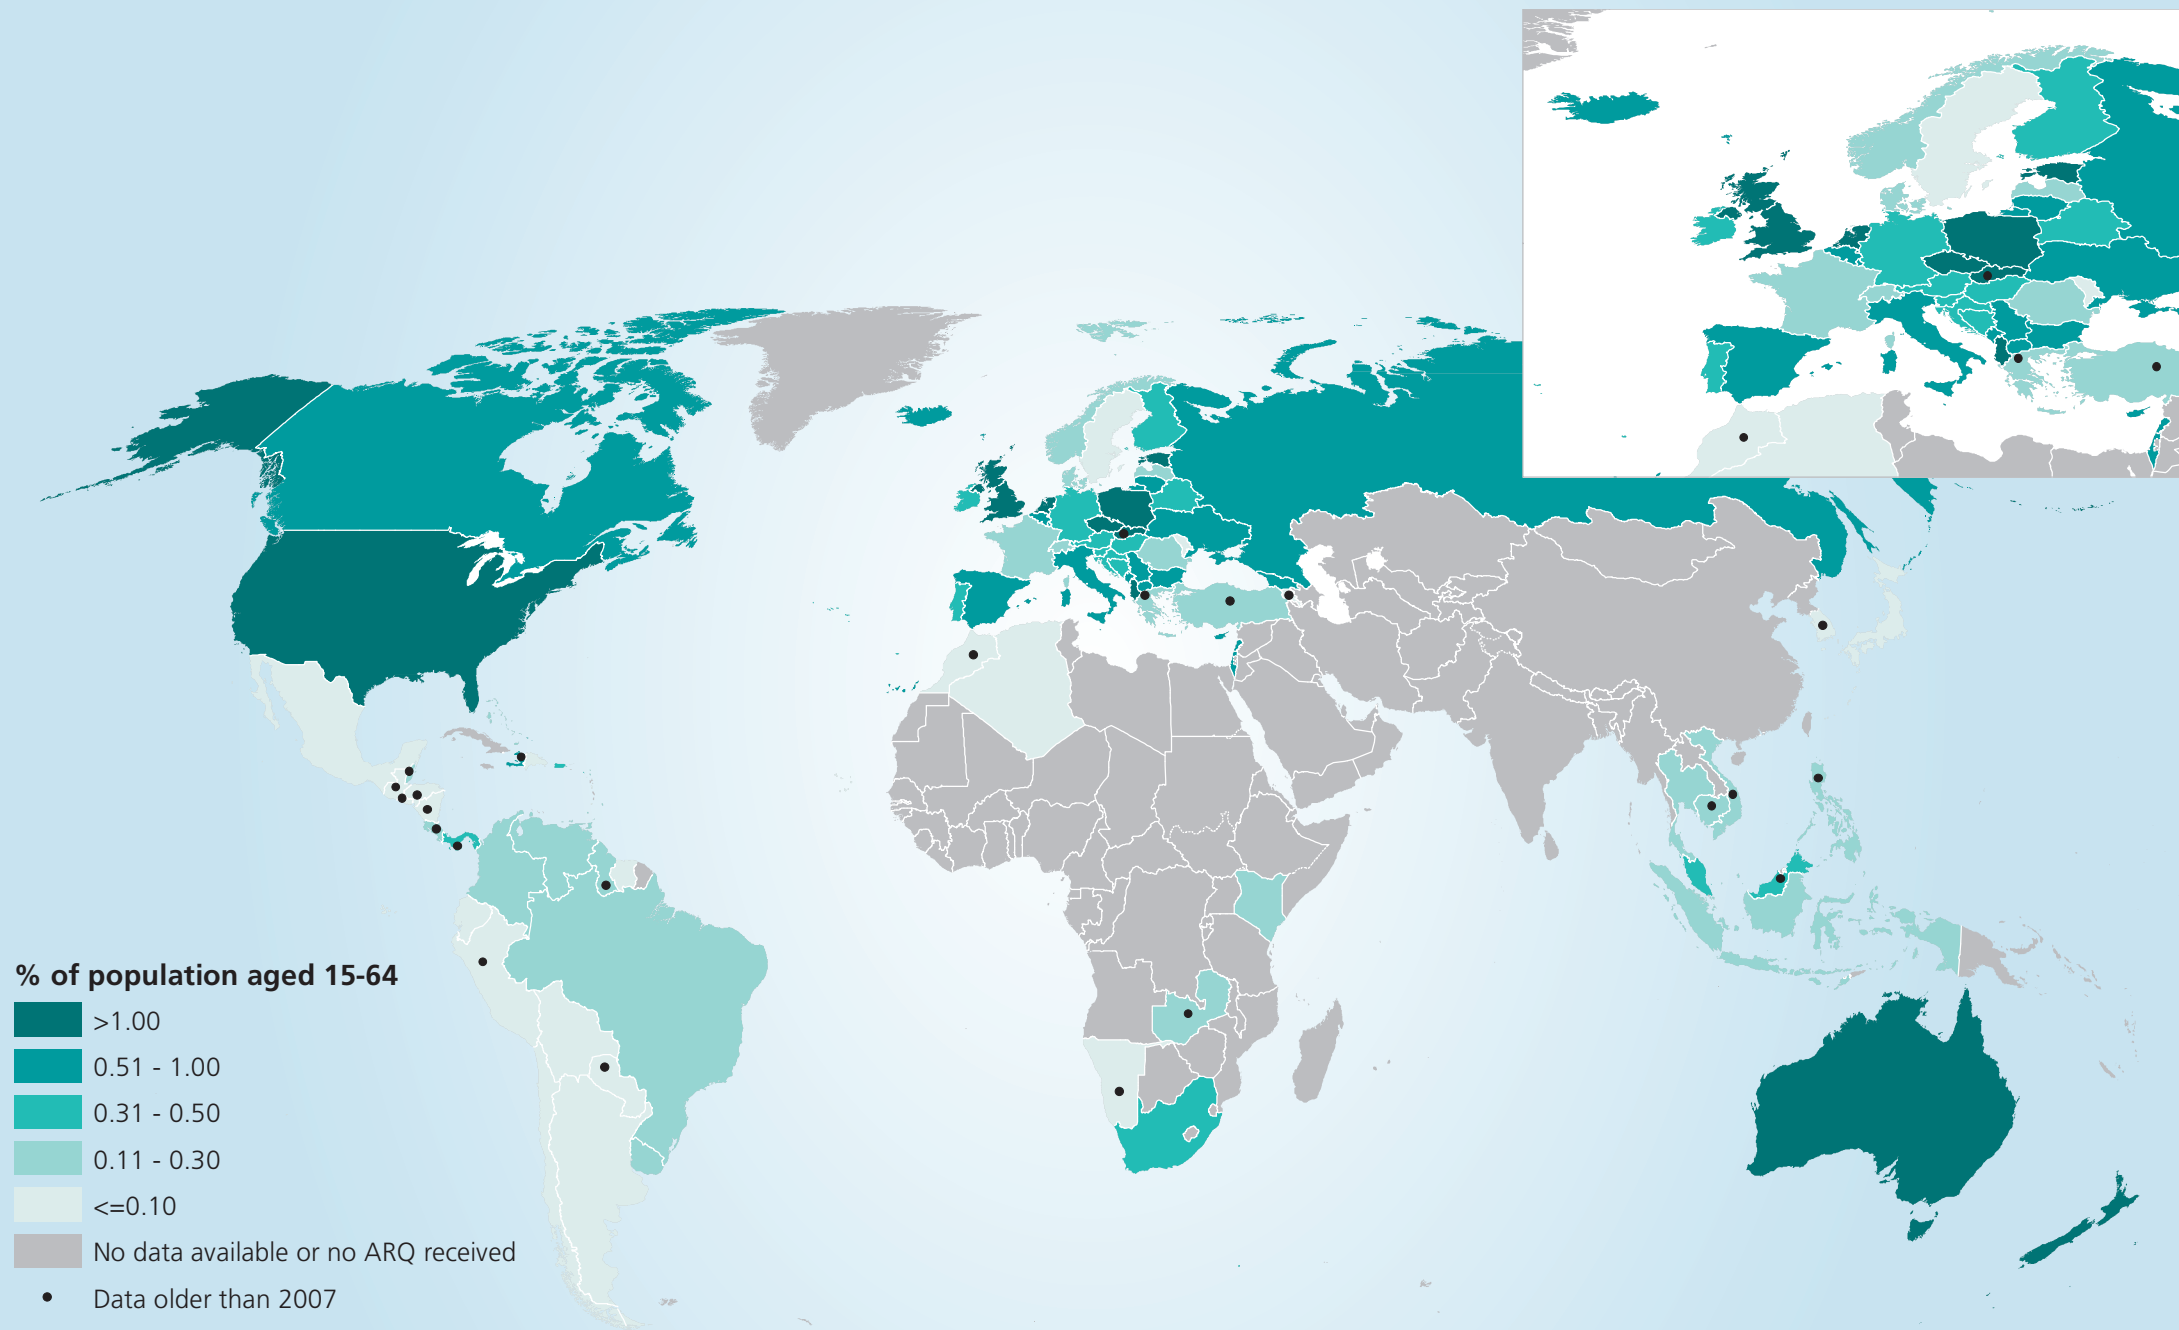 % of population aged 15-64
>1.00
0.51 - 1.00
0.31 - 0.50
0.11 - 0.30
<=0.10
No data available or no ARQ received
Data older than 2007